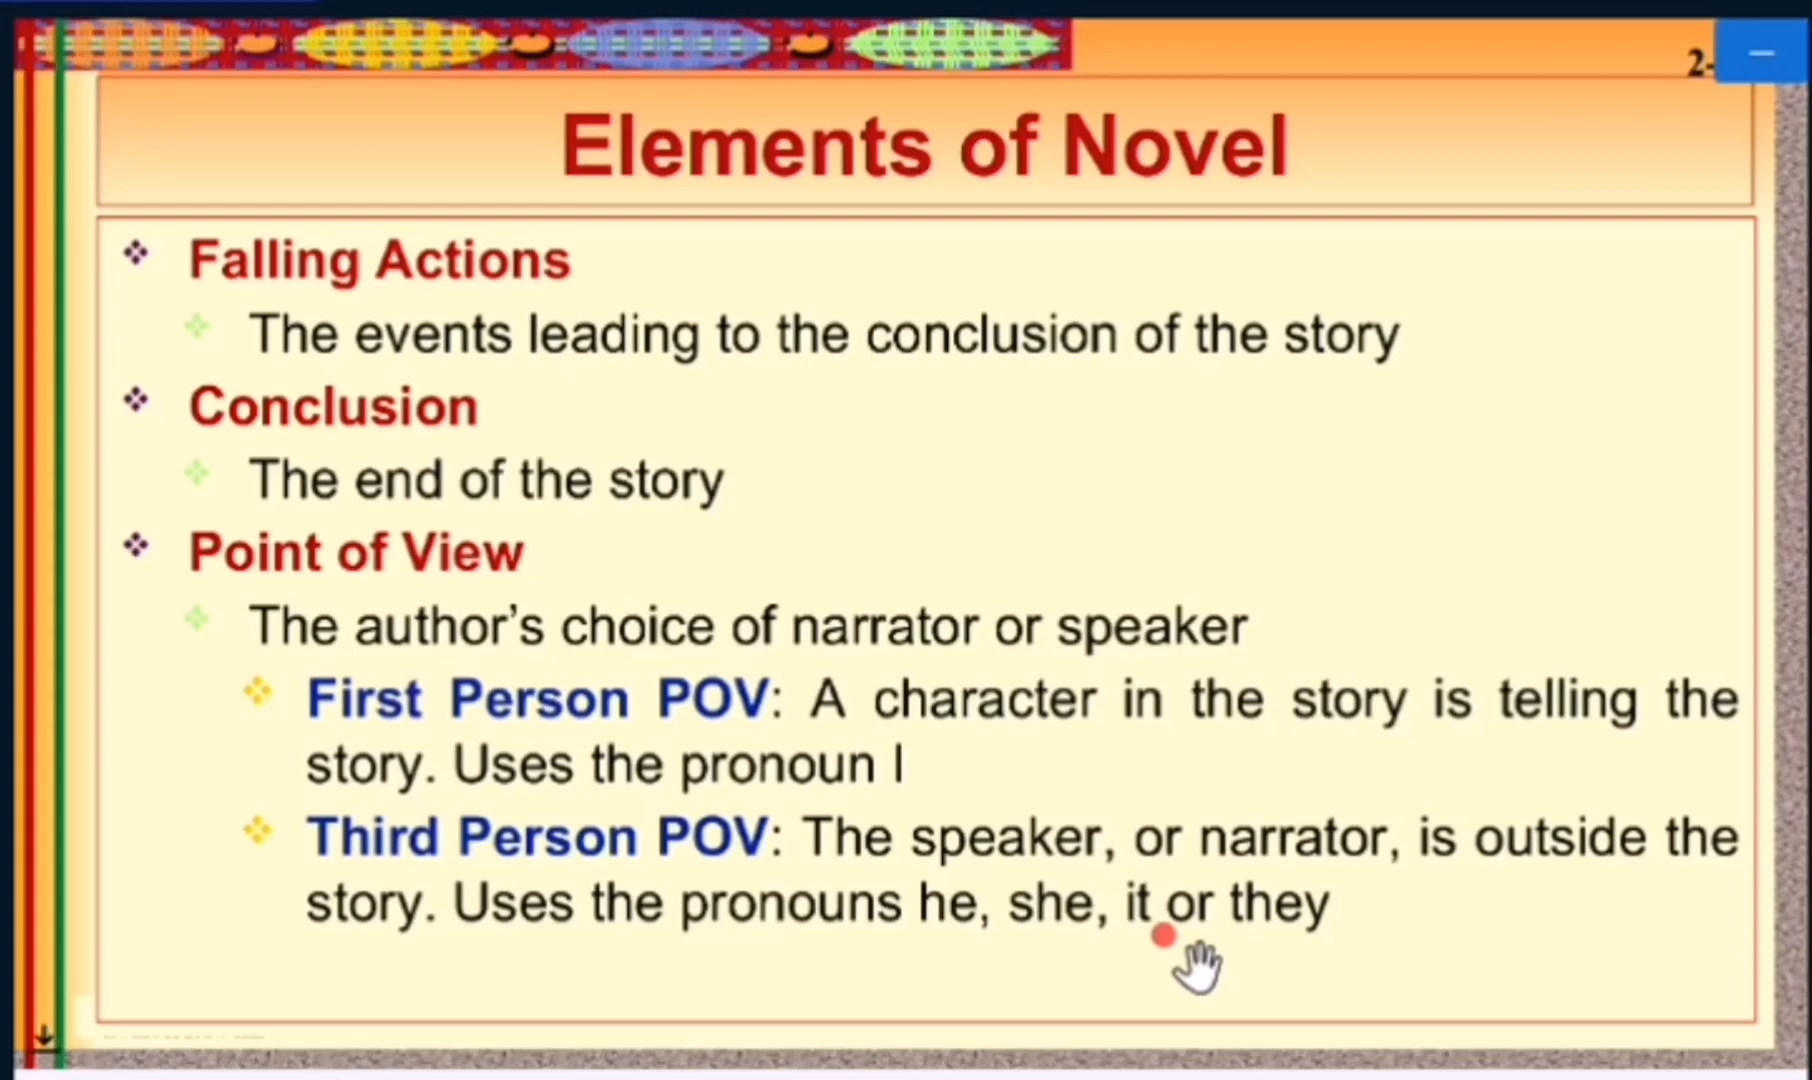 2-
Elements of Novel
Falling Actions
The events leading to the conclusion of the story
Conclusion
The end of the story
Point of View
The author’s choice of narrator or speaker
First Person POV: A character in the story is telling the
story. Uses the pronoun I
Third Person POV: The speaker, or narrator, is outside the
story. Uses the pronouns he, she, it or they